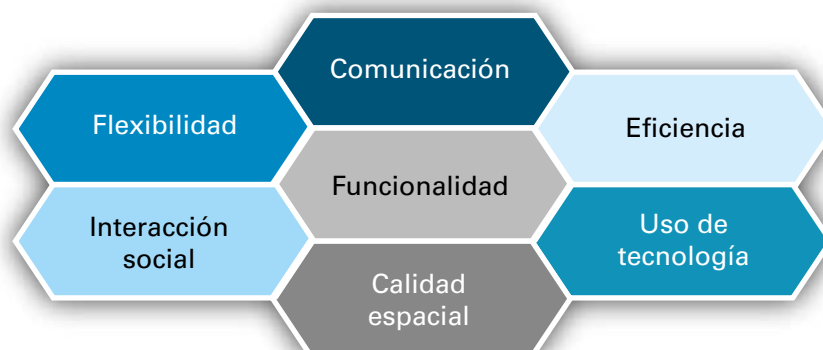 Comunicación
Flexibilidad
Eficiencia
Funcionalidad
Interacción
social
Uso de
tecnología
Calidad
espacial